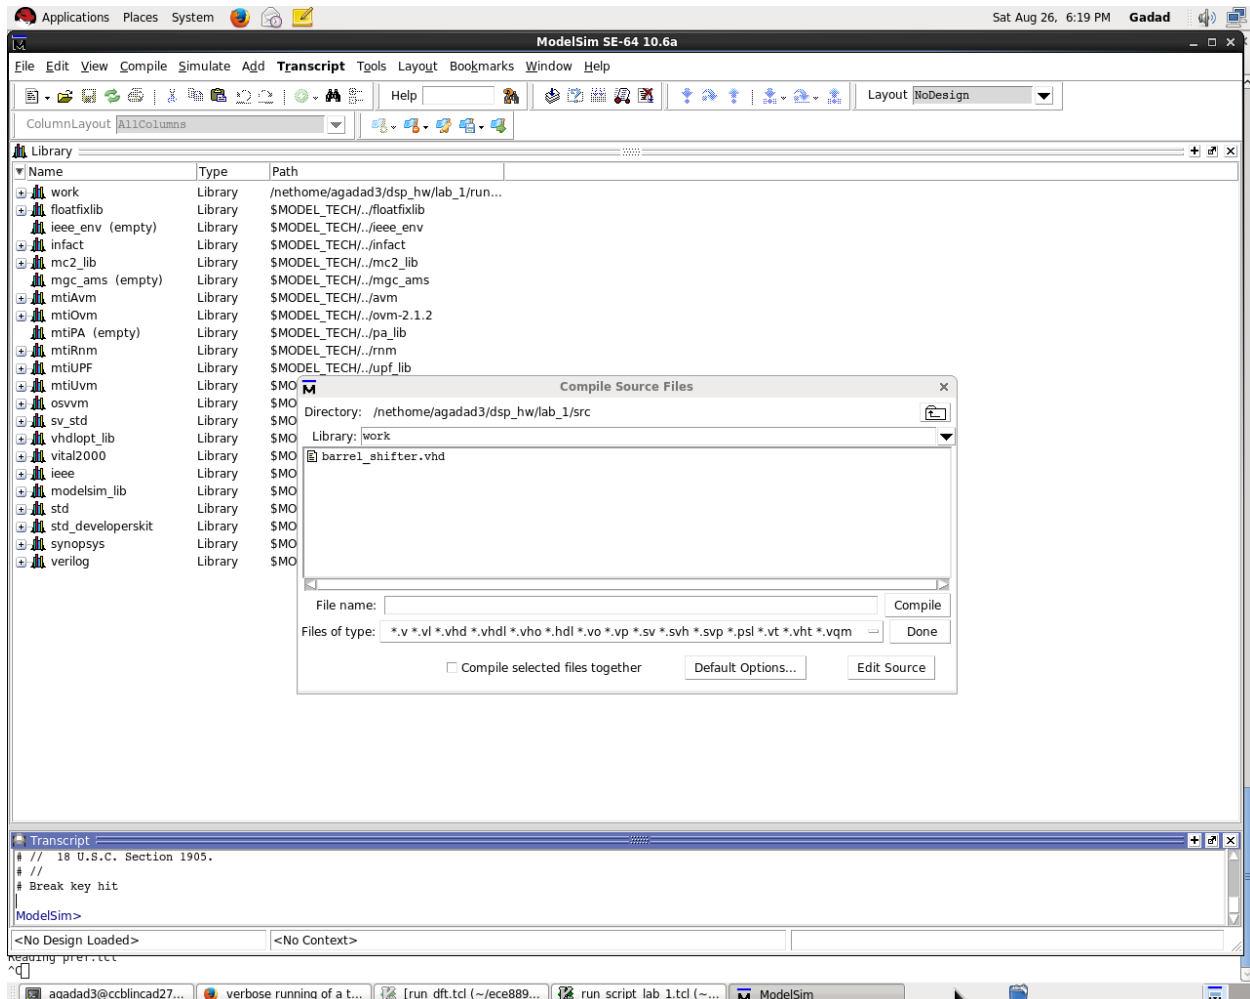 Applications Places System Sat Aug 26, 6:19 PM Gadad
ModelSim SE-64 10.6a
File Edit View Compile Simulate Add Transcript Tools Layout Bookmarks Window Help
Help Layout NoDesign
ColumnLayout AllColumns
Library
Name Type Path
work Library /nethome/agadad3/dsp_hw/lab_1/run...
floatfixlib Library $MODEL_TECH/../floatfixlib
ieee_env (empty) Library $MODEL_TECH/../ieee_env
infact Library $MODEL_TECH/../infact
mc2_lib Library $MODEL_TECH/../mc2_lib
mgc_ams (empty) Library $MODEL_TECH/../mgc_ams
mtiAvm Library $MODEL_TECH/../avm
mtiOvm Library $MODEL_TECH/../ovm-2.1.2
mtiPA (empty) Library $MODEL_TECH/../pa_lib
mtiRnm Library $MODEL_TECH/../rnm
mtiUPF Library $MODEL_TECH/../upf_lib
mtiUvm Library $MO
osvvm Library $MO
sv_std Library $MO
vhdlopt_lib Library $MO
vital2000 Library $MO
ieee Library $MO
modelsim_lib Library $MO
std Library $MO
std_developerskit Library $MO
synopsys Library $MO
verilog Library $MO
Compile Source Files
Directory: /nethome/agadad3/dsp_hw/lab_1/src
Library: work
barrel_shifter.vhd
File name: Compile
Files of type: *.v *.vl *.vhd *.vhdl *.vho *.hdl *.vo *.vp *.sv *.svh *.svp *.psl *.vt *.vht *.vqm Done
Compile selected files together Default Options... Edit Source
Transcript
# // 18 U.S.C. Section 1905.
# //
# Break key hit
ModelSim>
<No Design Loaded> <No Context>
Reading pref.tcl
^C
agadad3@ccblincad27... verbose running of a t... [run_dft.tcl (~/ece889... run_script_lab_1.tcl (~... ModelSim